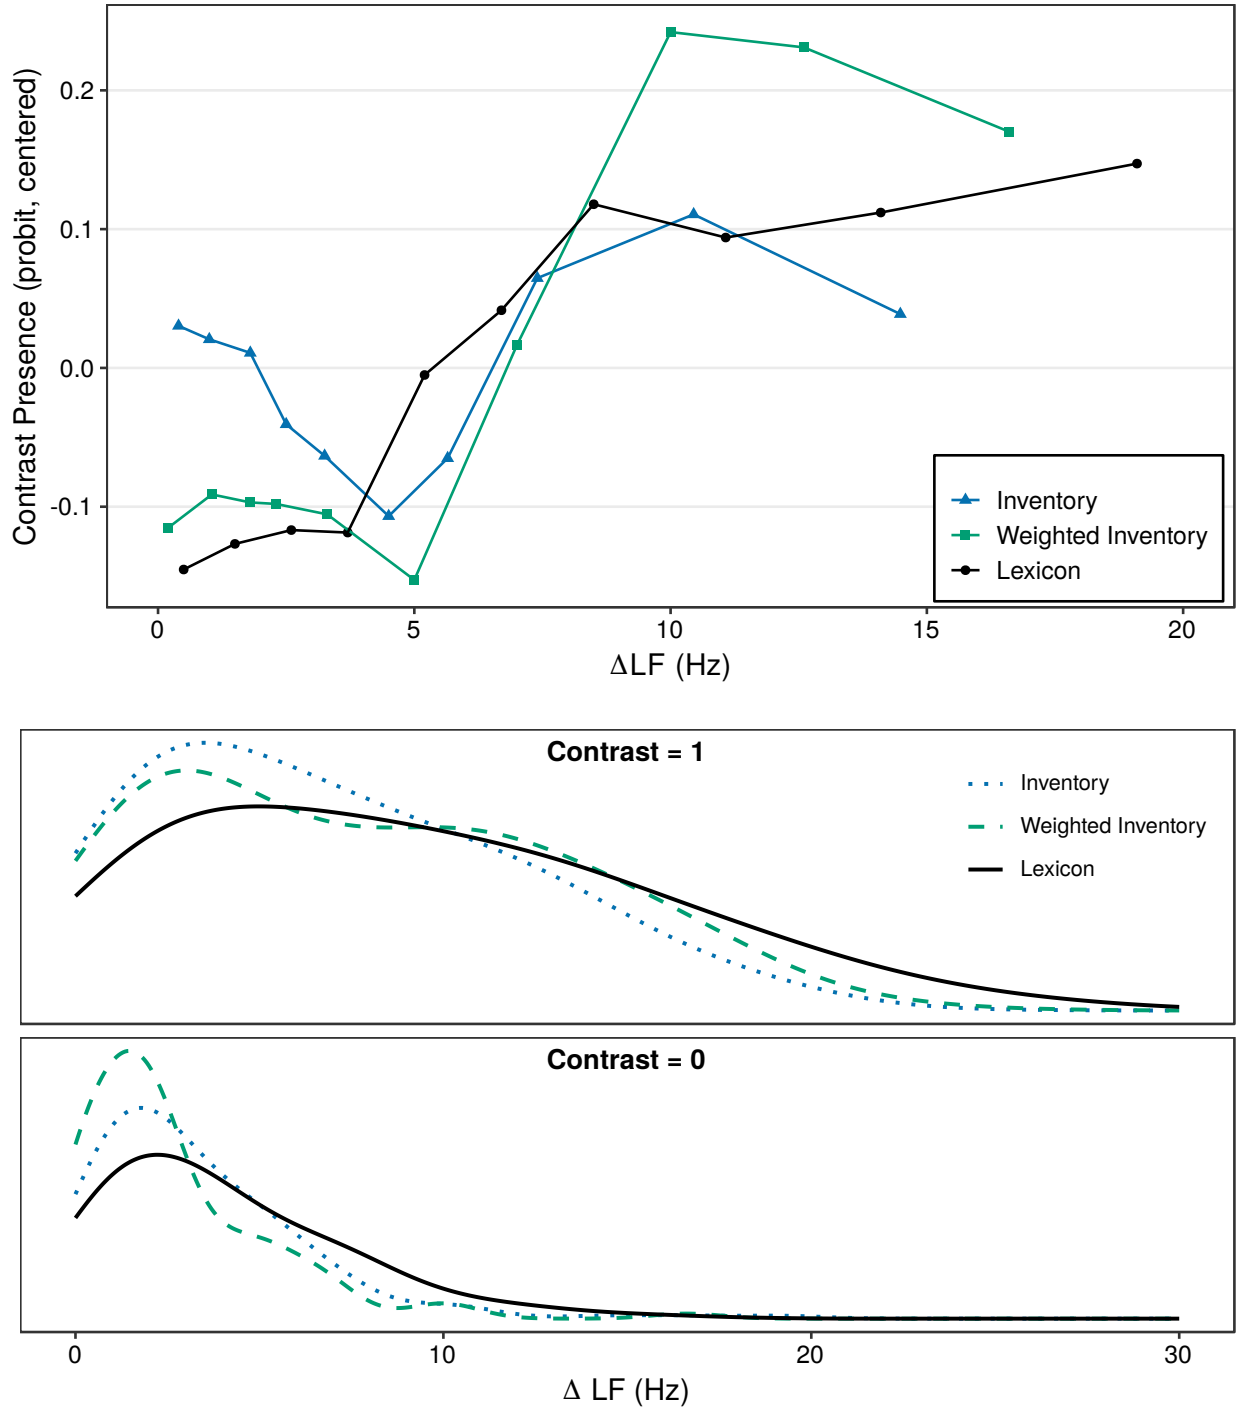 Contrast Presence (probit, centered)
0.2
0.1
0.0
-0.1
Inventory
Weighted Inventory
Lexicon
0 5 10 15 20
ΔLF (Hz)
Contrast = 1
Inventory
Weighted Inventory
Lexicon
Contrast = 0
0 10 20 30
Δ LF (Hz)